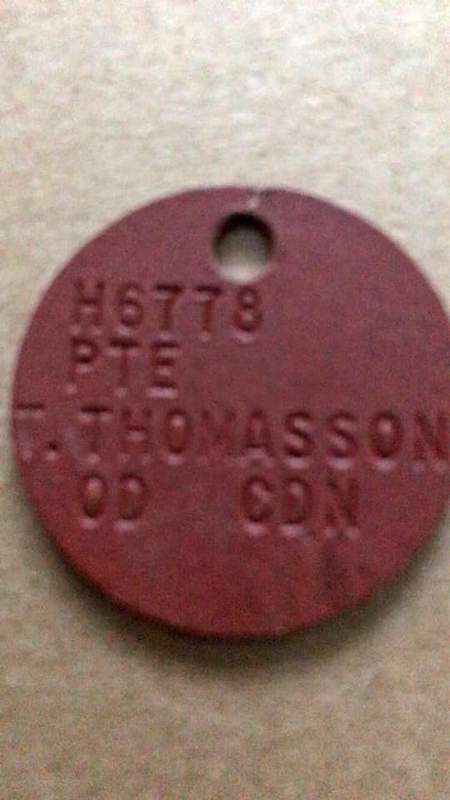 H6778
PTE
T. THOMASSON
OD CDN